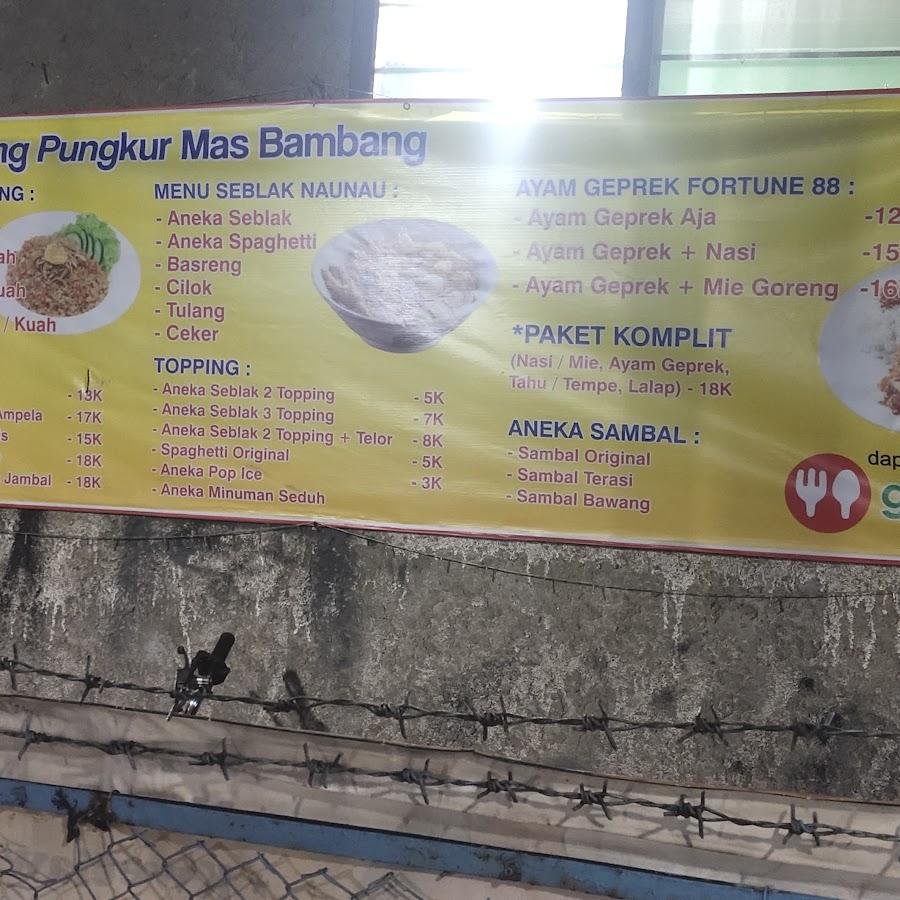 Pungkur Mas Bambang
MENU SEBLAK NAUNAU :
- Aneka Seblak
- Aneka Spaghetti
- Basreng
- Cilok
- Tulang
- Ceker
TOPPING :
- Aneka Seblak 2 Topping - 5K
- Aneka Seblak 3 Topping - 7K
- Aneka Seblak 2 Topping + Telor - 8K
- Spaghetti Original - 5K
- Aneka Pop Ice - 3K
- Aneka Minuman Seduh
AYAM GEPREK FORTUNE 88 :
- Ayam Geprek Aja -12
- Ayam Geprek + Nasi -15
- Ayam Geprek + Mie Goreng -16
*PAKET KOMPLIT
(Nasi / Mie, Ayam Geprek,
Tahu / Tempe, Lalap) - 18K
ANEKA SAMBAL :
- Sambal Original
- Sambal Terasi
- Sambal Bawang
/ Kuah
- 13K
Ampela - 17K
- 15K
- 18K
Jambal - 18K